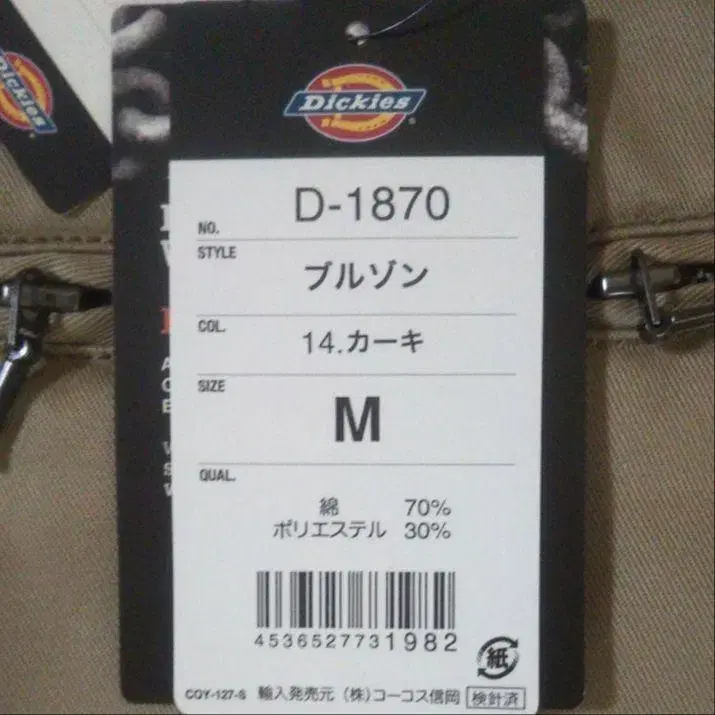 Dickies
NO. D-1870
STYLE
ブルゾン
COL.
14.カーキ
SIZE
M
QUAL.
綿 70%
ポリエステル 30%
4536527731982
紙
COY-127-S 輸入発売元 (株)コーコス信岡 検針済